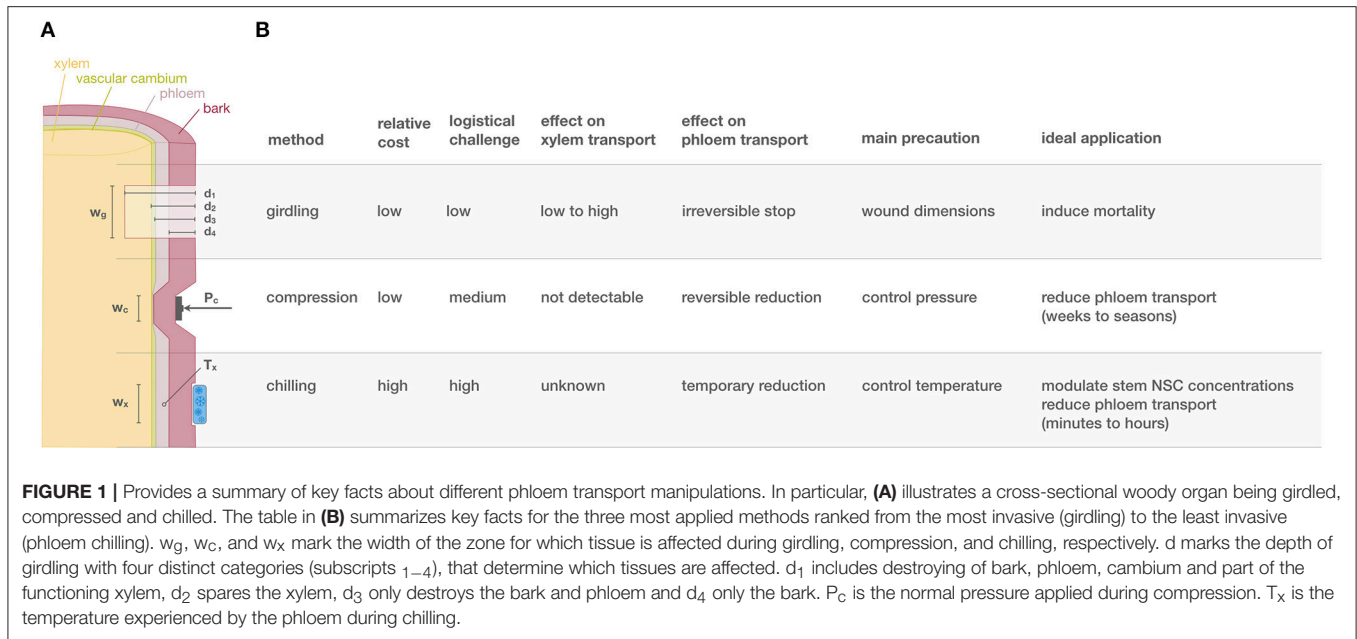 A
B
xylem
vascular cambium
phloem
bark
method
relative cost
logistical challenge
effect on xylem transport
effect on phloem transport
main precaution
ideal application
wg
d1
d2
d3
d4
girdling
low
low
low to high
irreversible stop
wound dimensions
induce mortality
wc
Pc
compression
low
medium
not detectable
reversible reduction
control pressure
reduce phloem transport
(weeks to seasons)
Tx
wx
chilling
high
high
unknown
temporary reduction
control temperature
modulate stem NSC concentrations
reduce phloem transport
(minutes to hours)
FIGURE 1 | Provides a summary of key facts about different phloem transport manipulations. In particular, (A) illustrates a cross-sectional woody organ being girdled,
compressed and chilled. The table in (B) summarizes key facts for the three most applied methods ranked from the most invasive (girdling) to the least invasive
(phloem chilling). wg, wc, and wx mark the width of the zone for which tissue is affected during girdling, compression, and chilling, respectively. d marks the depth of
girdling with four distinct categories (subscripts 1–4), that determine which tissues are affected. d1 includes destroying of bark, phloem, cambium and part of the
functioning xylem, d2 spares the xylem, d3 only destroys the bark and phloem and d4 only the bark. Pc is the normal pressure applied during compression. Tx is the
temperature experienced by the phloem during chilling.